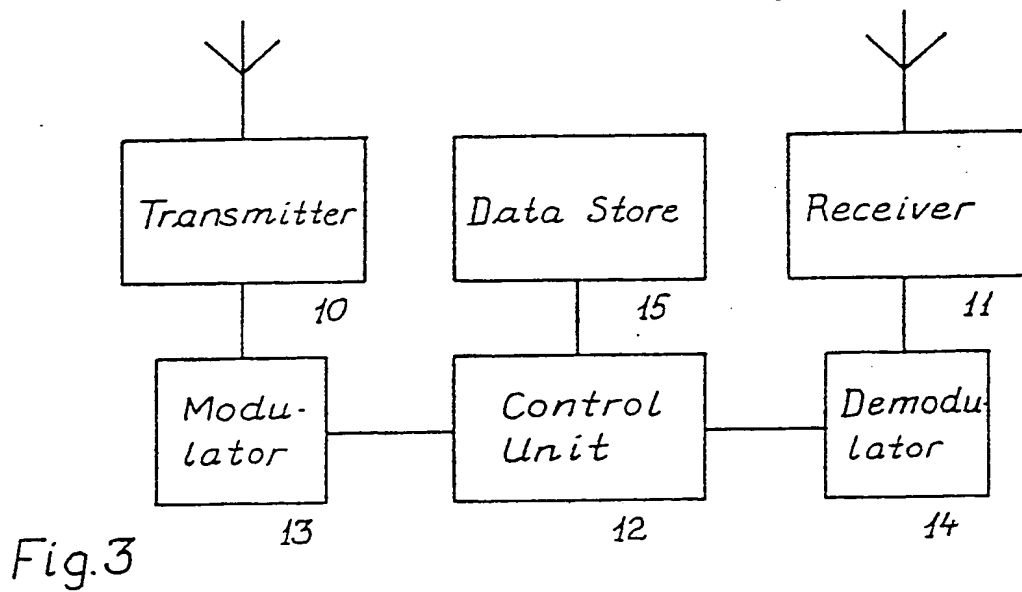 Transmitter
Data Store
Receiver
10
15
11
Modu-
lator
Control
Unit
Demodu-
lator
13
12
14
Fig.3